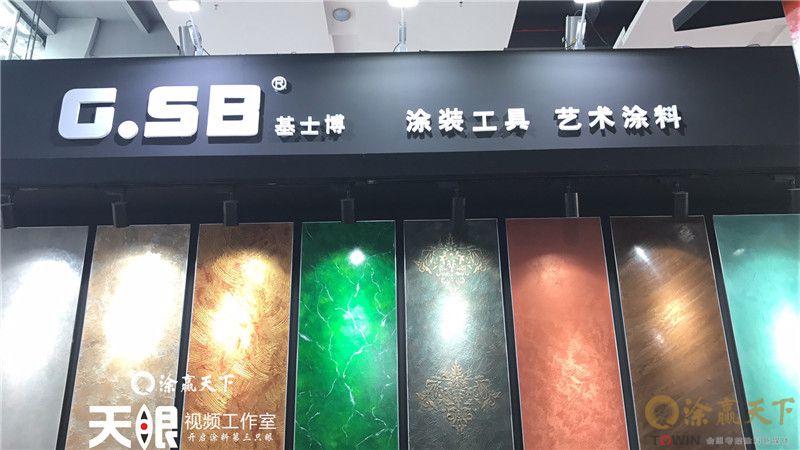 G.SB® 基士博 涂装工具 艺术涂料
涂赢天下
天眼 视频工作室
开启涂料第三只眼
涂赢天下
TOWIN